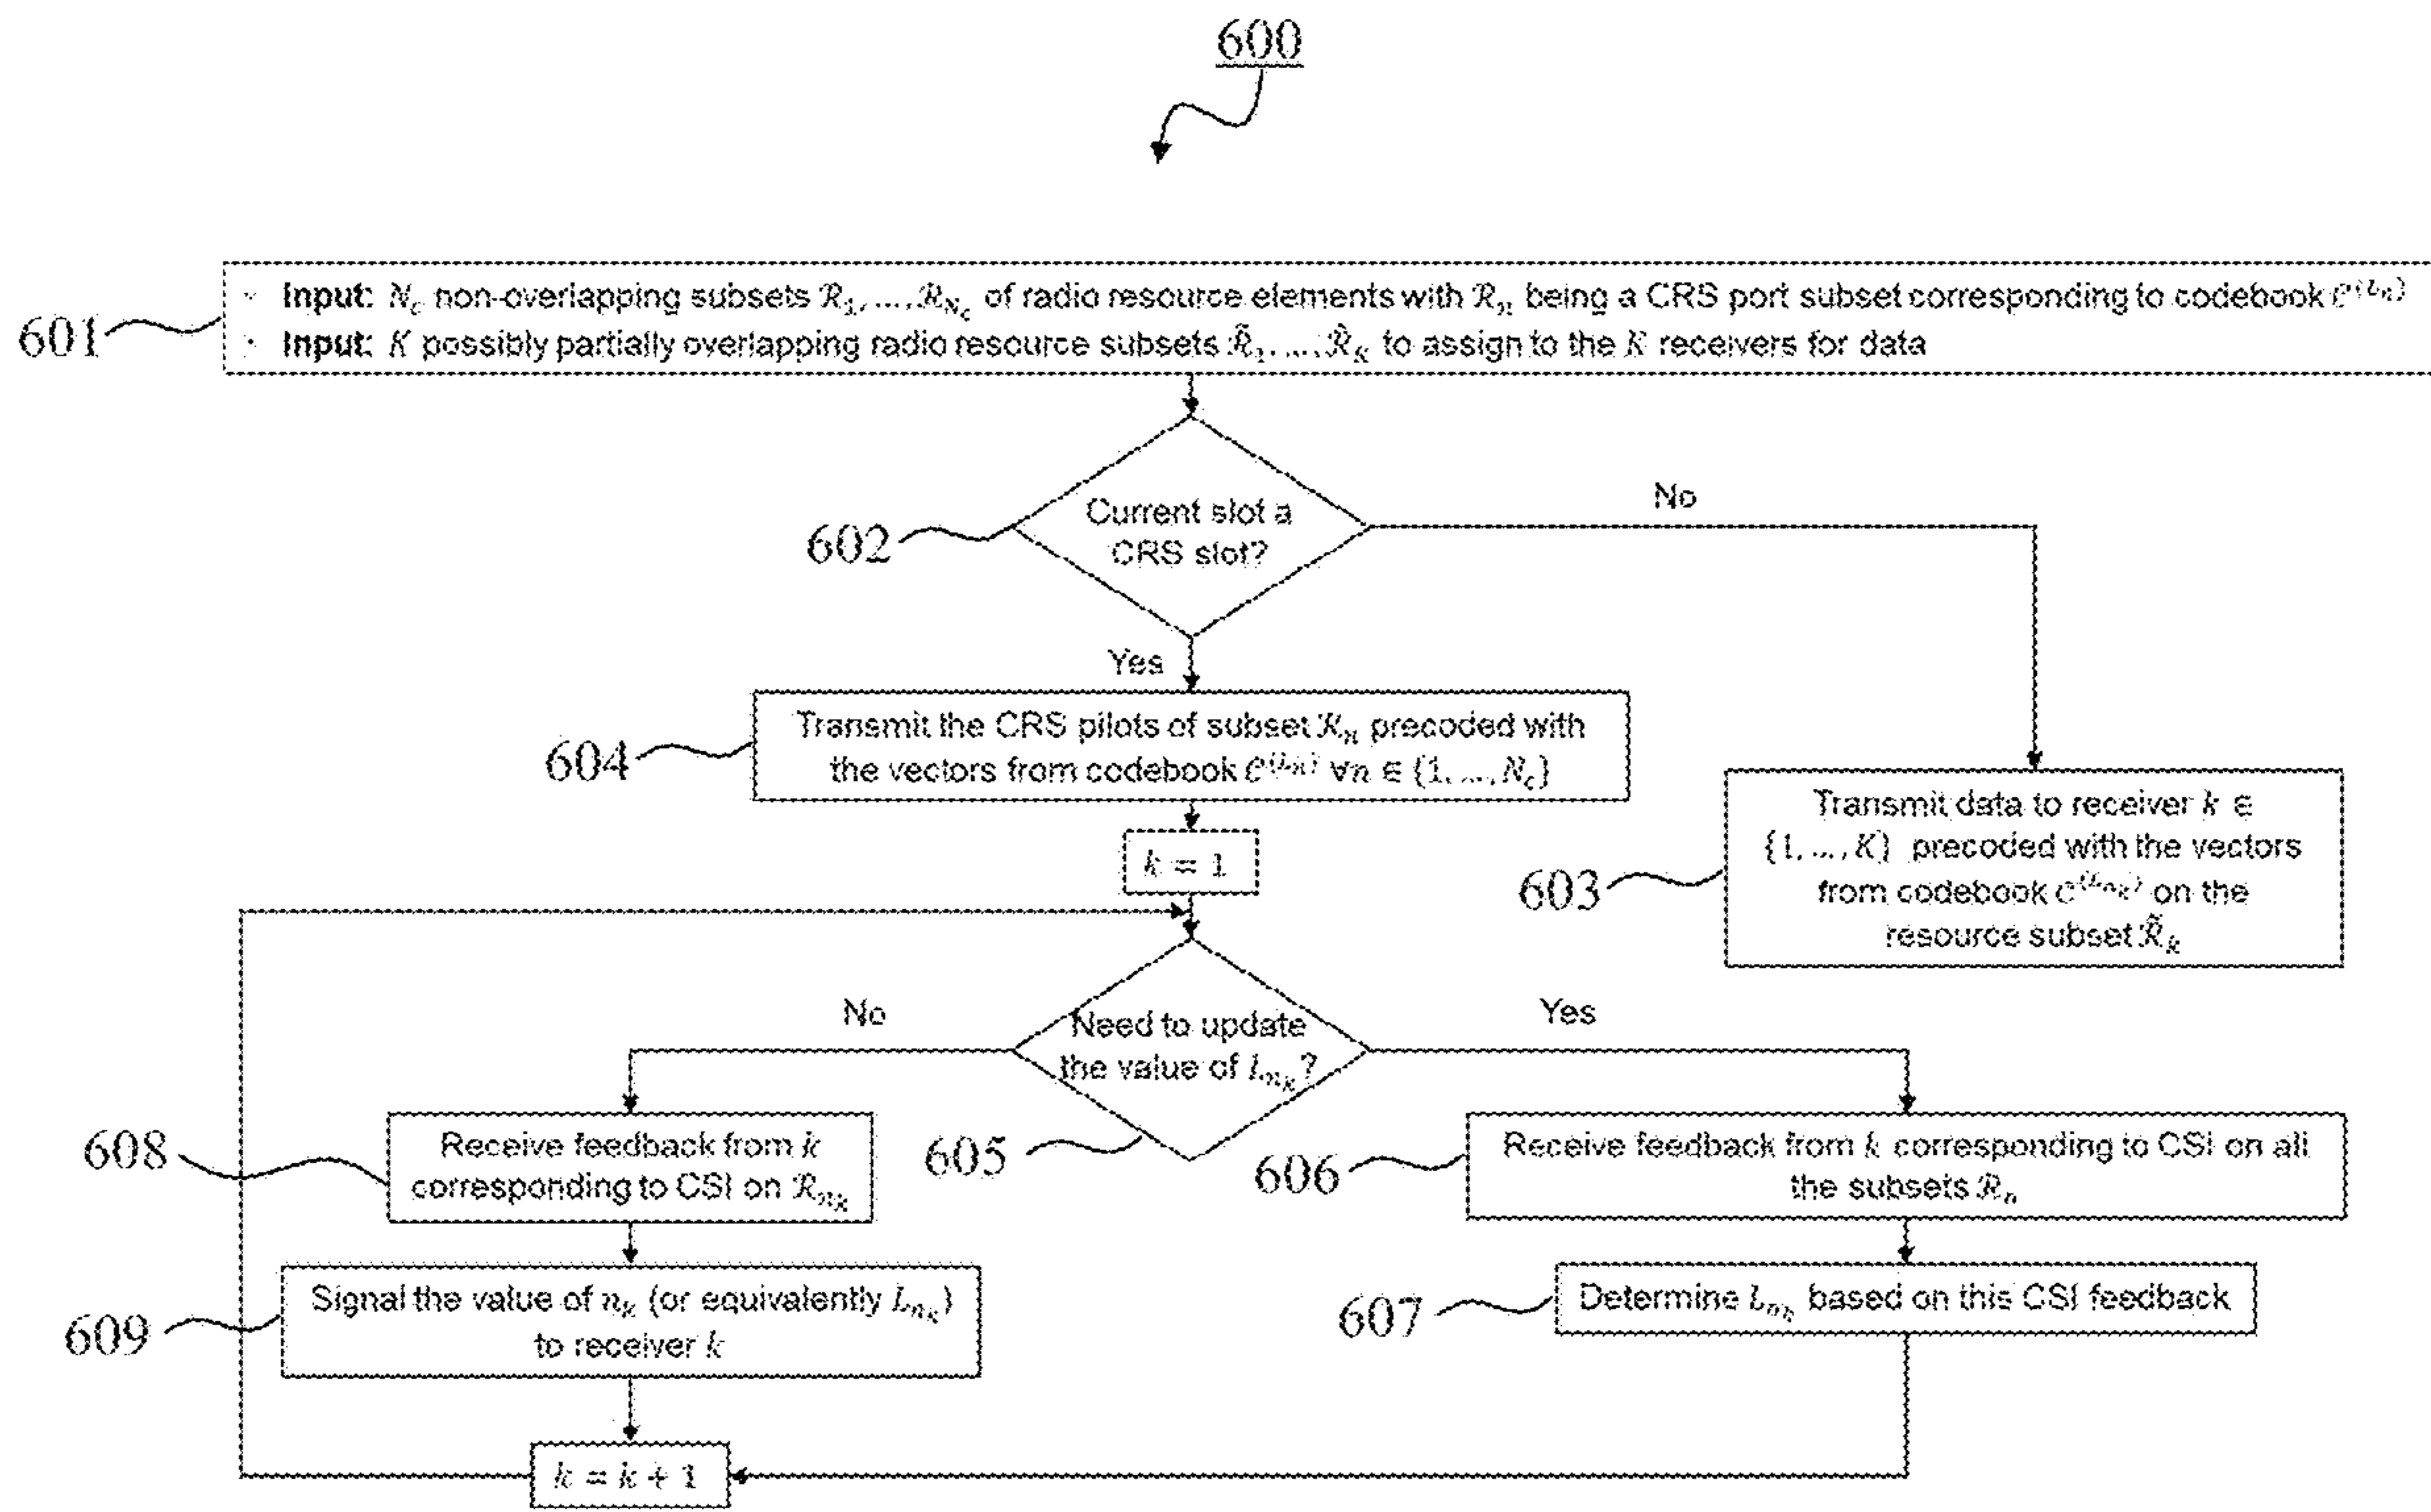 600
601
Input: N_c non-overlapping subsets ℛ_1, …, ℛ_{N_c} of radio resource elements with ℛ_n being a CRS port subset corresponding to codebook 𝒞^{(L_n)}
Input: K possibly partially overlapping radio resource subsets ℛ̃_1, …, ℛ̃_K to assign to the K receivers for data
602
Current slot a
CRS slot?
No
Yes
604
Transmit the CRS pilots of subset ℛ_n precoded with
the vectors from codebook 𝒞^{(L_n)} ∀n ∈ {1, …, N_c}
603
Transmit data to receiver k ∈
{1, …, K} precoded with the vectors
from codebook 𝒞^{(L_{n_k})} on the
resource subset ℛ̃_k
k = 1
605
Need to update
the value of L_{n_k}?
No
Yes
608
Receive feedback from k
corresponding to CSI on ℛ_{n_k}
606
Receive feedback from k corresponding to CSI on all
the subsets ℛ_n
609
Signal the value of n_k (or equivalently L_{n_k})
to receiver k
607
Determine L_{n_k} based on this CSI feedback
k = k + 1